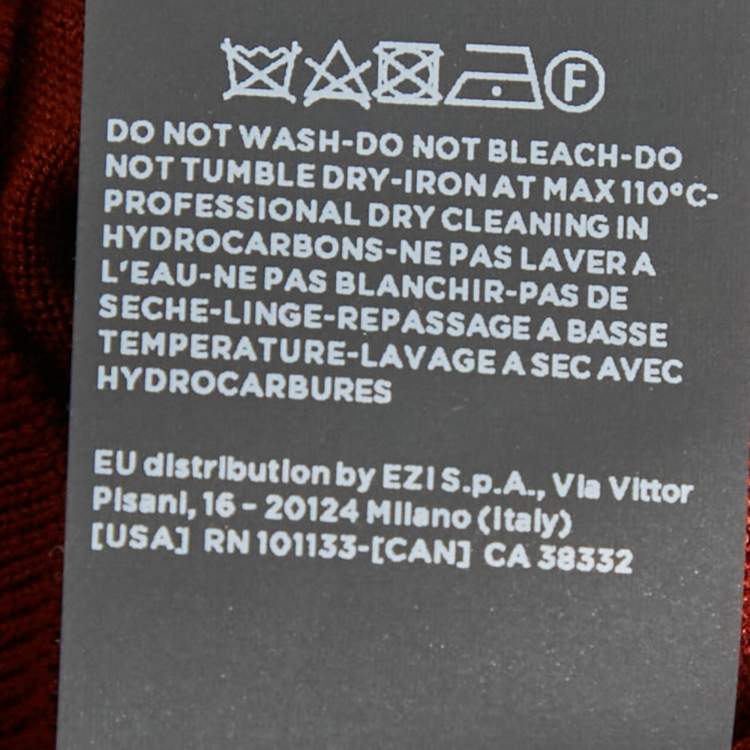 F
DO NOT WASH-DO NOT BLEACH-DO
NOT TUMBLE DRY-IRON AT MAX 110°C-
PROFESSIONAL DRY CLEANING IN
HYDROCARBONS-NE PAS LAVER A
L'EAU-NE PAS BLANCHIR-PAS DE
SECHE-LINGE-REPASSAGE A BASSE
TEMPERATURE-LAVAGE A SEC AVEC
HYDROCARBURES
EU distribution by EZI S.p.A., Via Vittor
Pisani, 16 - 20124 Milano (Italy)
[USA] RN 101133-[CAN] CA 38332